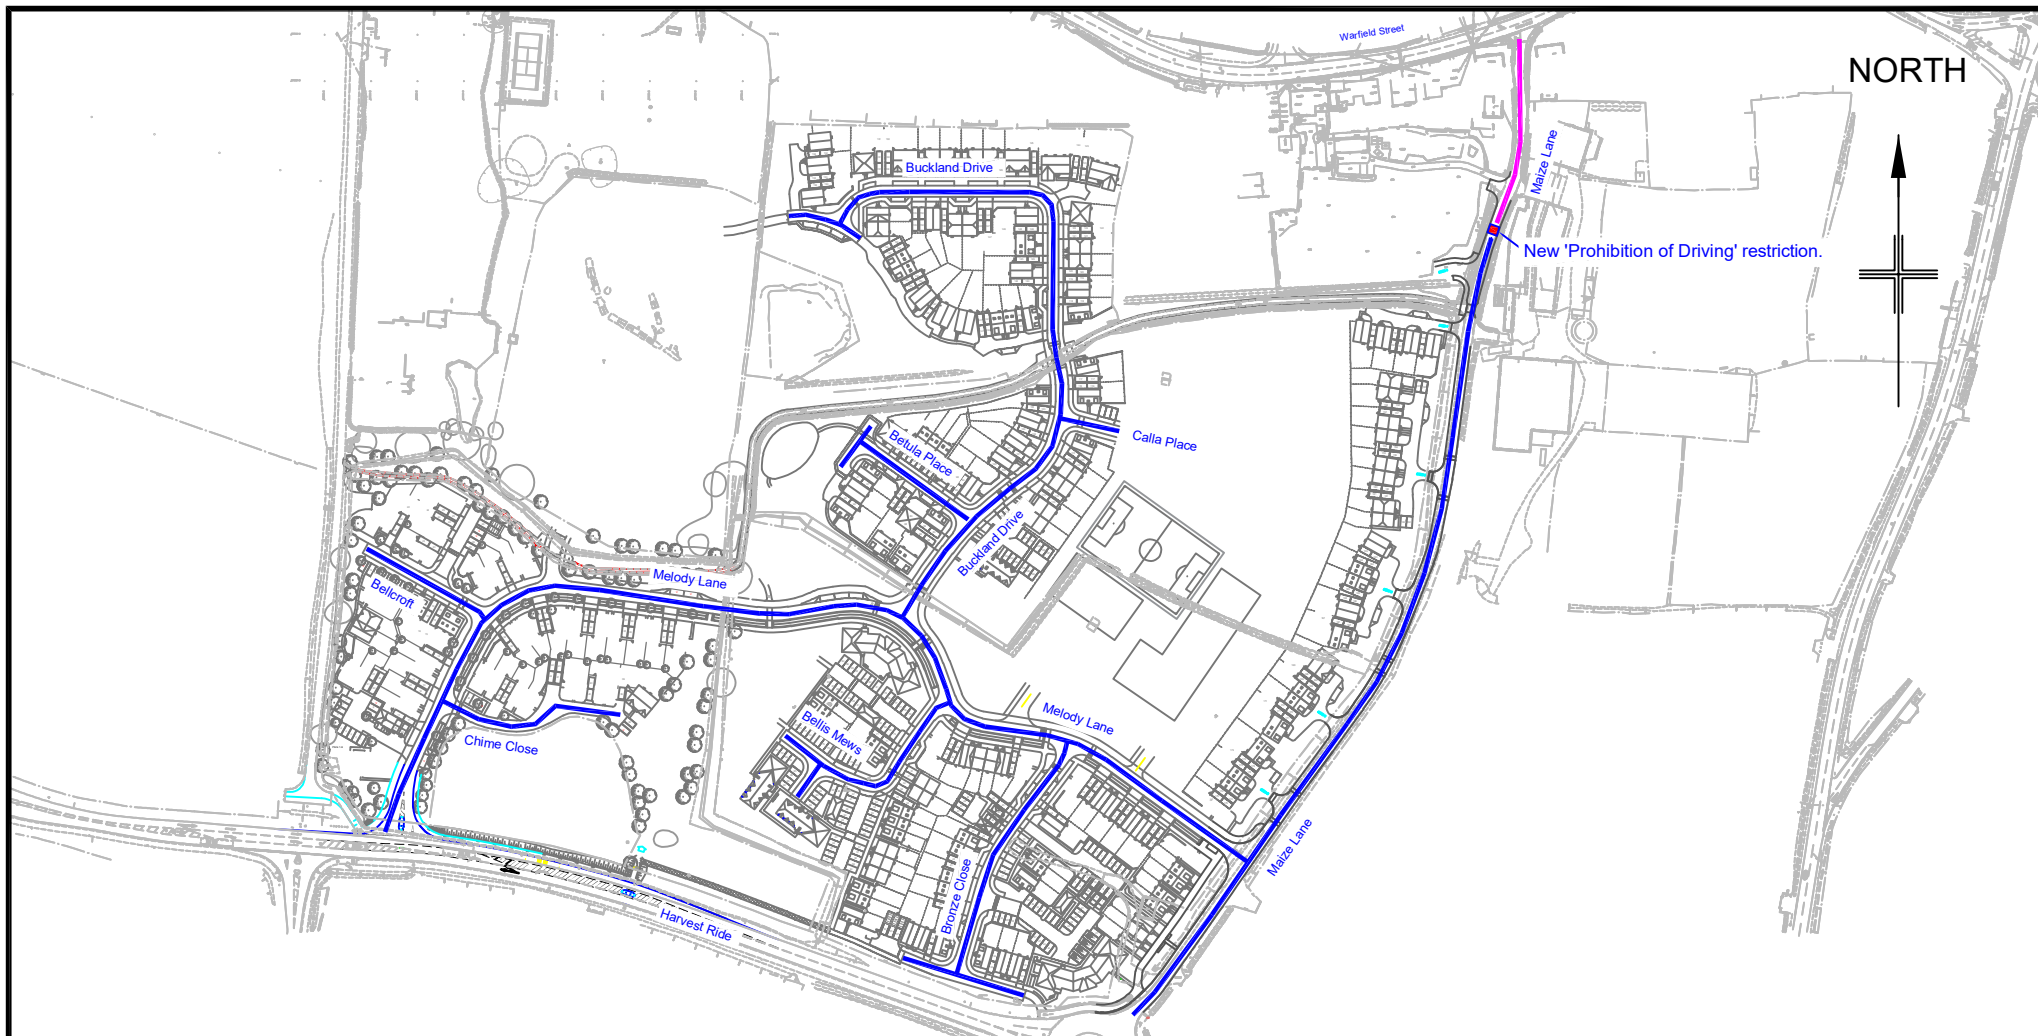 Warfield Street
NORTH
Maize Lane
Buckland Drive
New 'Prohibition of Driving' restriction.
Calla Place
Betula Place
Buckland Drive
Melody Lane
Bellcroft
Melody Lane
Bellis Mews
Chime Close
Maize Lane
Bronze Close
Harvest Ride